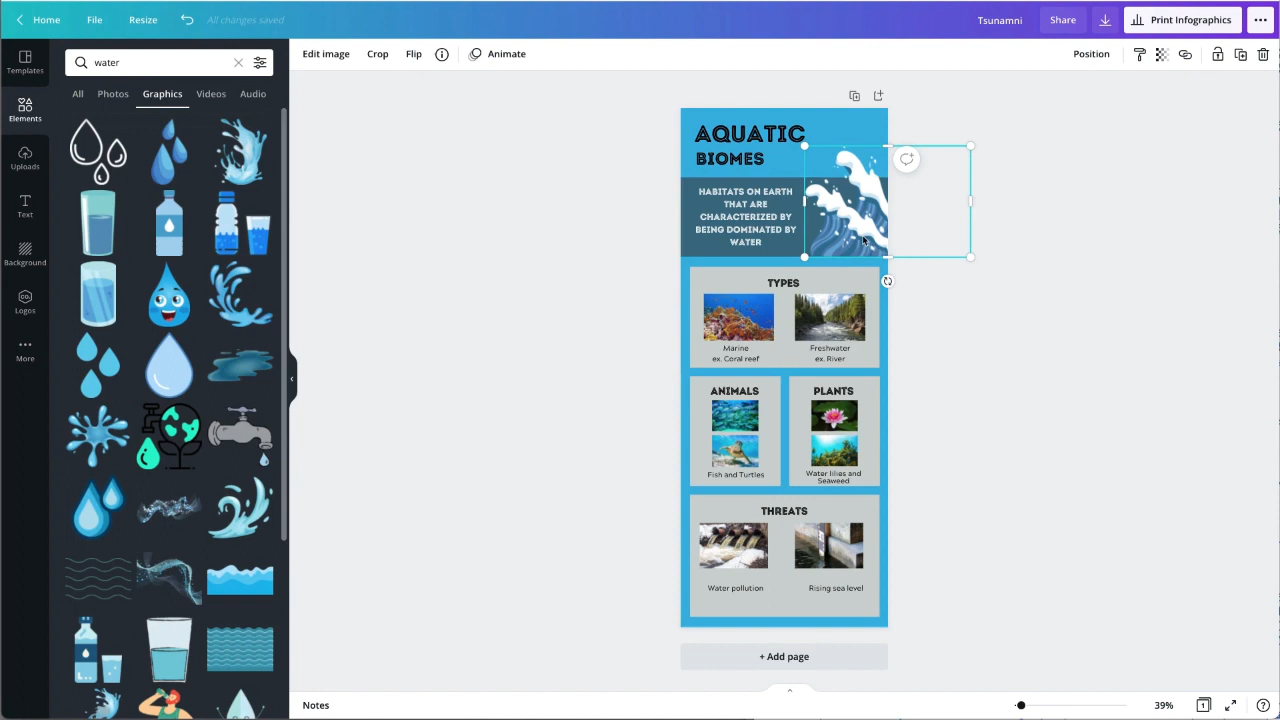 Home
File
Resize
All changes saved
Tsunamni
Share
Print Infographics
Templates
Elements
Uploads
Text
Background
Logos
More
water
All
Photos
Graphics
Videos
Audio
Edit image
Crop
Flip
Animate
Position
AQUATIC
BIOMES
HABITATS ON EARTH
THAT ARE
CHARACTERIZED BY
BEING DOMINATED BY
WATER
TYPES
Marine
ex. Coral reef
Freshwater
ex. River
ANIMALS
Fish and Turtles
PLANTS
Water lilies and
Seaweed
THREATS
Water pollution
Rising sea level
+ Add page
Notes
39%
1